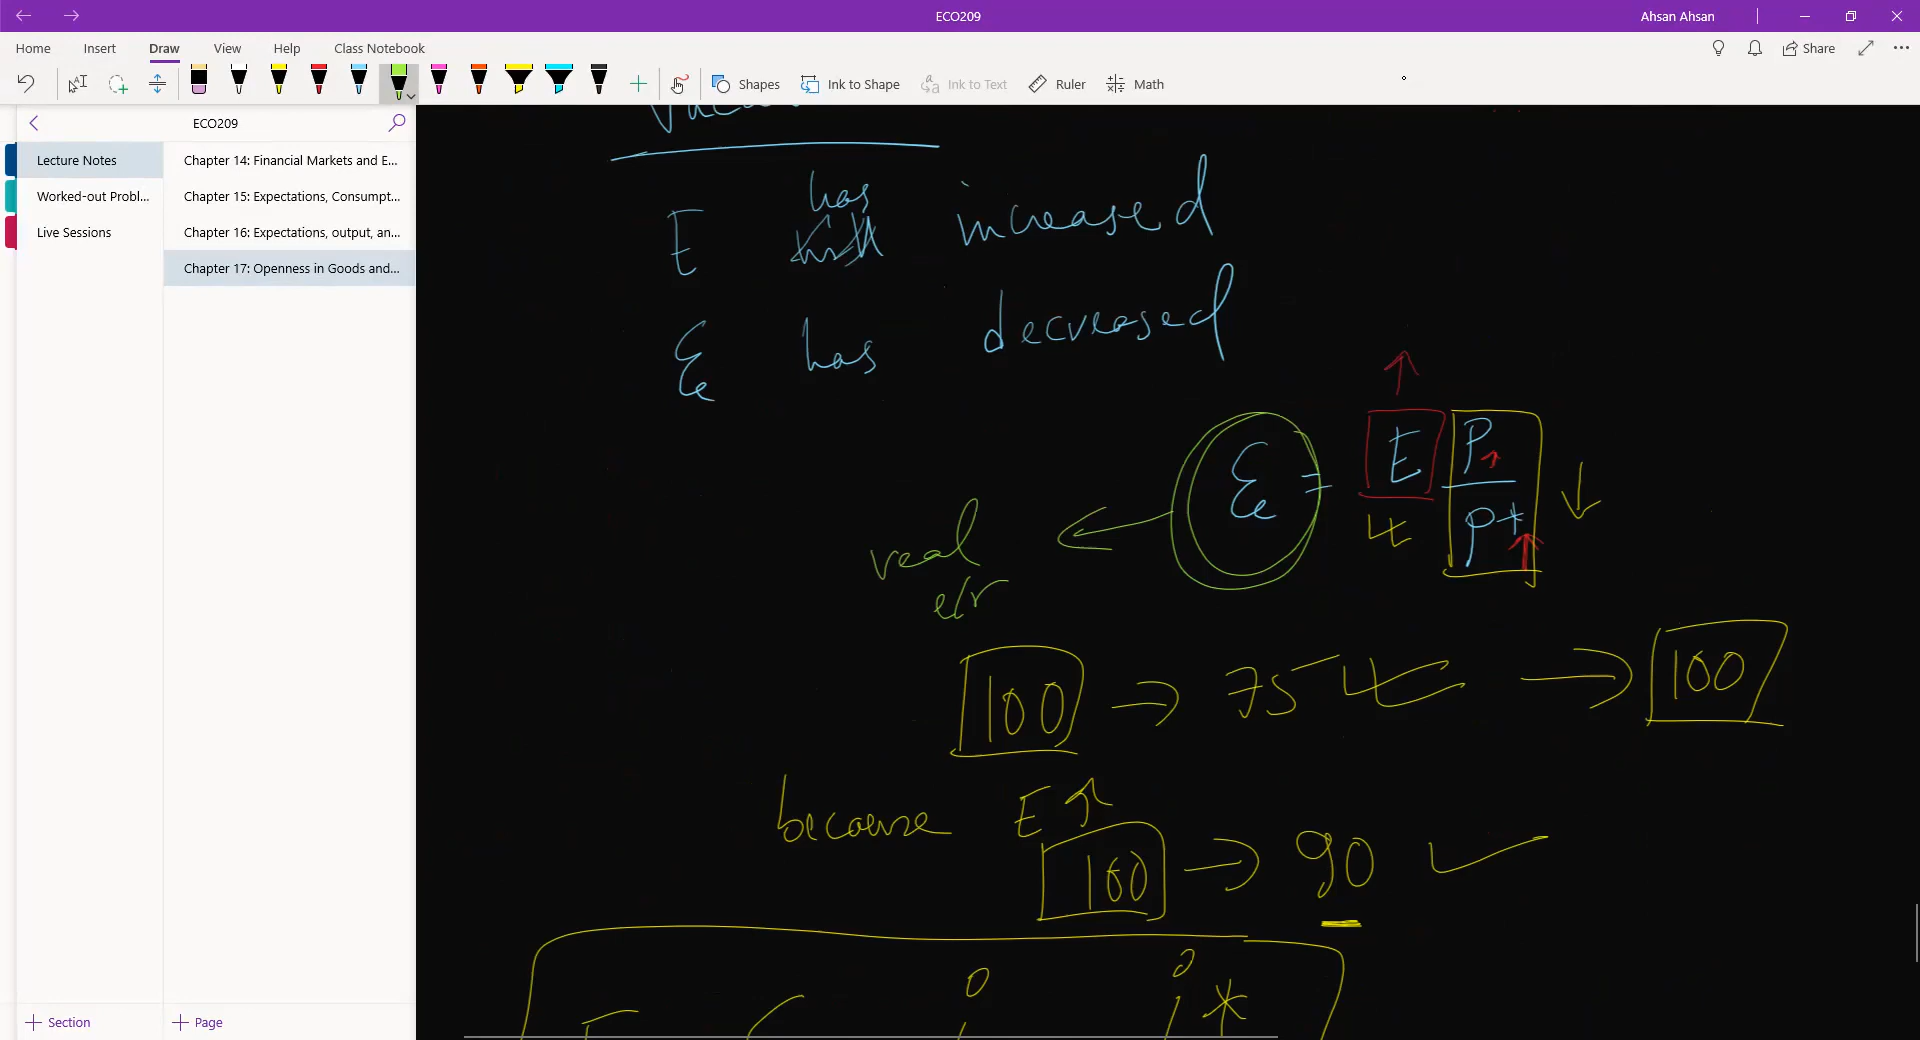 ECO209
Ahsan Ahsan
Home Insert Draw View Help Class Notebook
Share
Shapes Ink to Shape Ink to Text Ruler Math
ECO209
Lecture Notes
Worked-out Probl...
Live Sessions
Chapter 14: Financial Markets and E...
Chapter 15: Expectations, Consumpt...
Chapter 16: Expectations, output, an...
Chapter 17: Openness in Goods and...
E has increased
ℰ has decreased
ℰ = E P↑ / P*↑ ↓
↑
real
e/r
100 → 75 → 100
because E↑
100 → 90 ✓
i i*
+ Section
+ Page